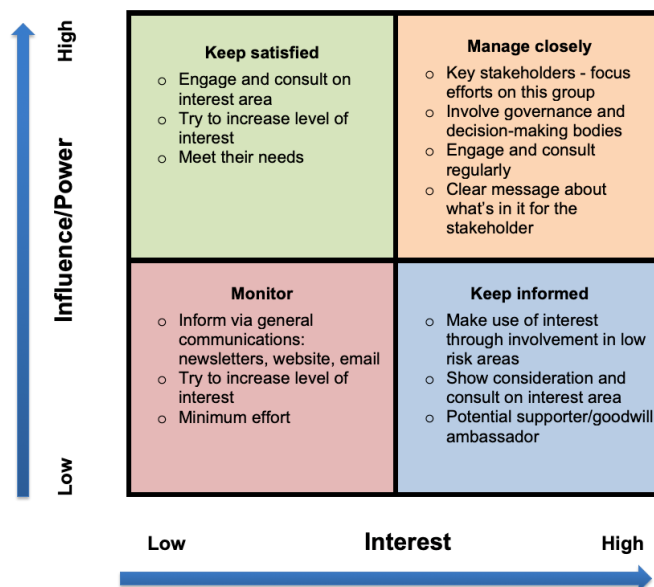 High
Influence/Power
Low
Keep satisfied
o Engage and consult on
interest area
o Try to increase level of
interest
o Meet their needs
Manage closely
o Key stakeholders - focus
efforts on this group
o Involve governance and
decision-making bodies
o Engage and consult
regularly
o Clear message about
what's in it for the
stakeholder
Monitor
o Inform via general
communications:
newsletters, website, email
o Try to increase level of
interest
o Minimum effort
Keep informed
o Make use of interest
through involvement in low
risk areas
o Show consideration and
consult on interest area
o Potential supporter/goodwill
ambassador
Low
Interest
High